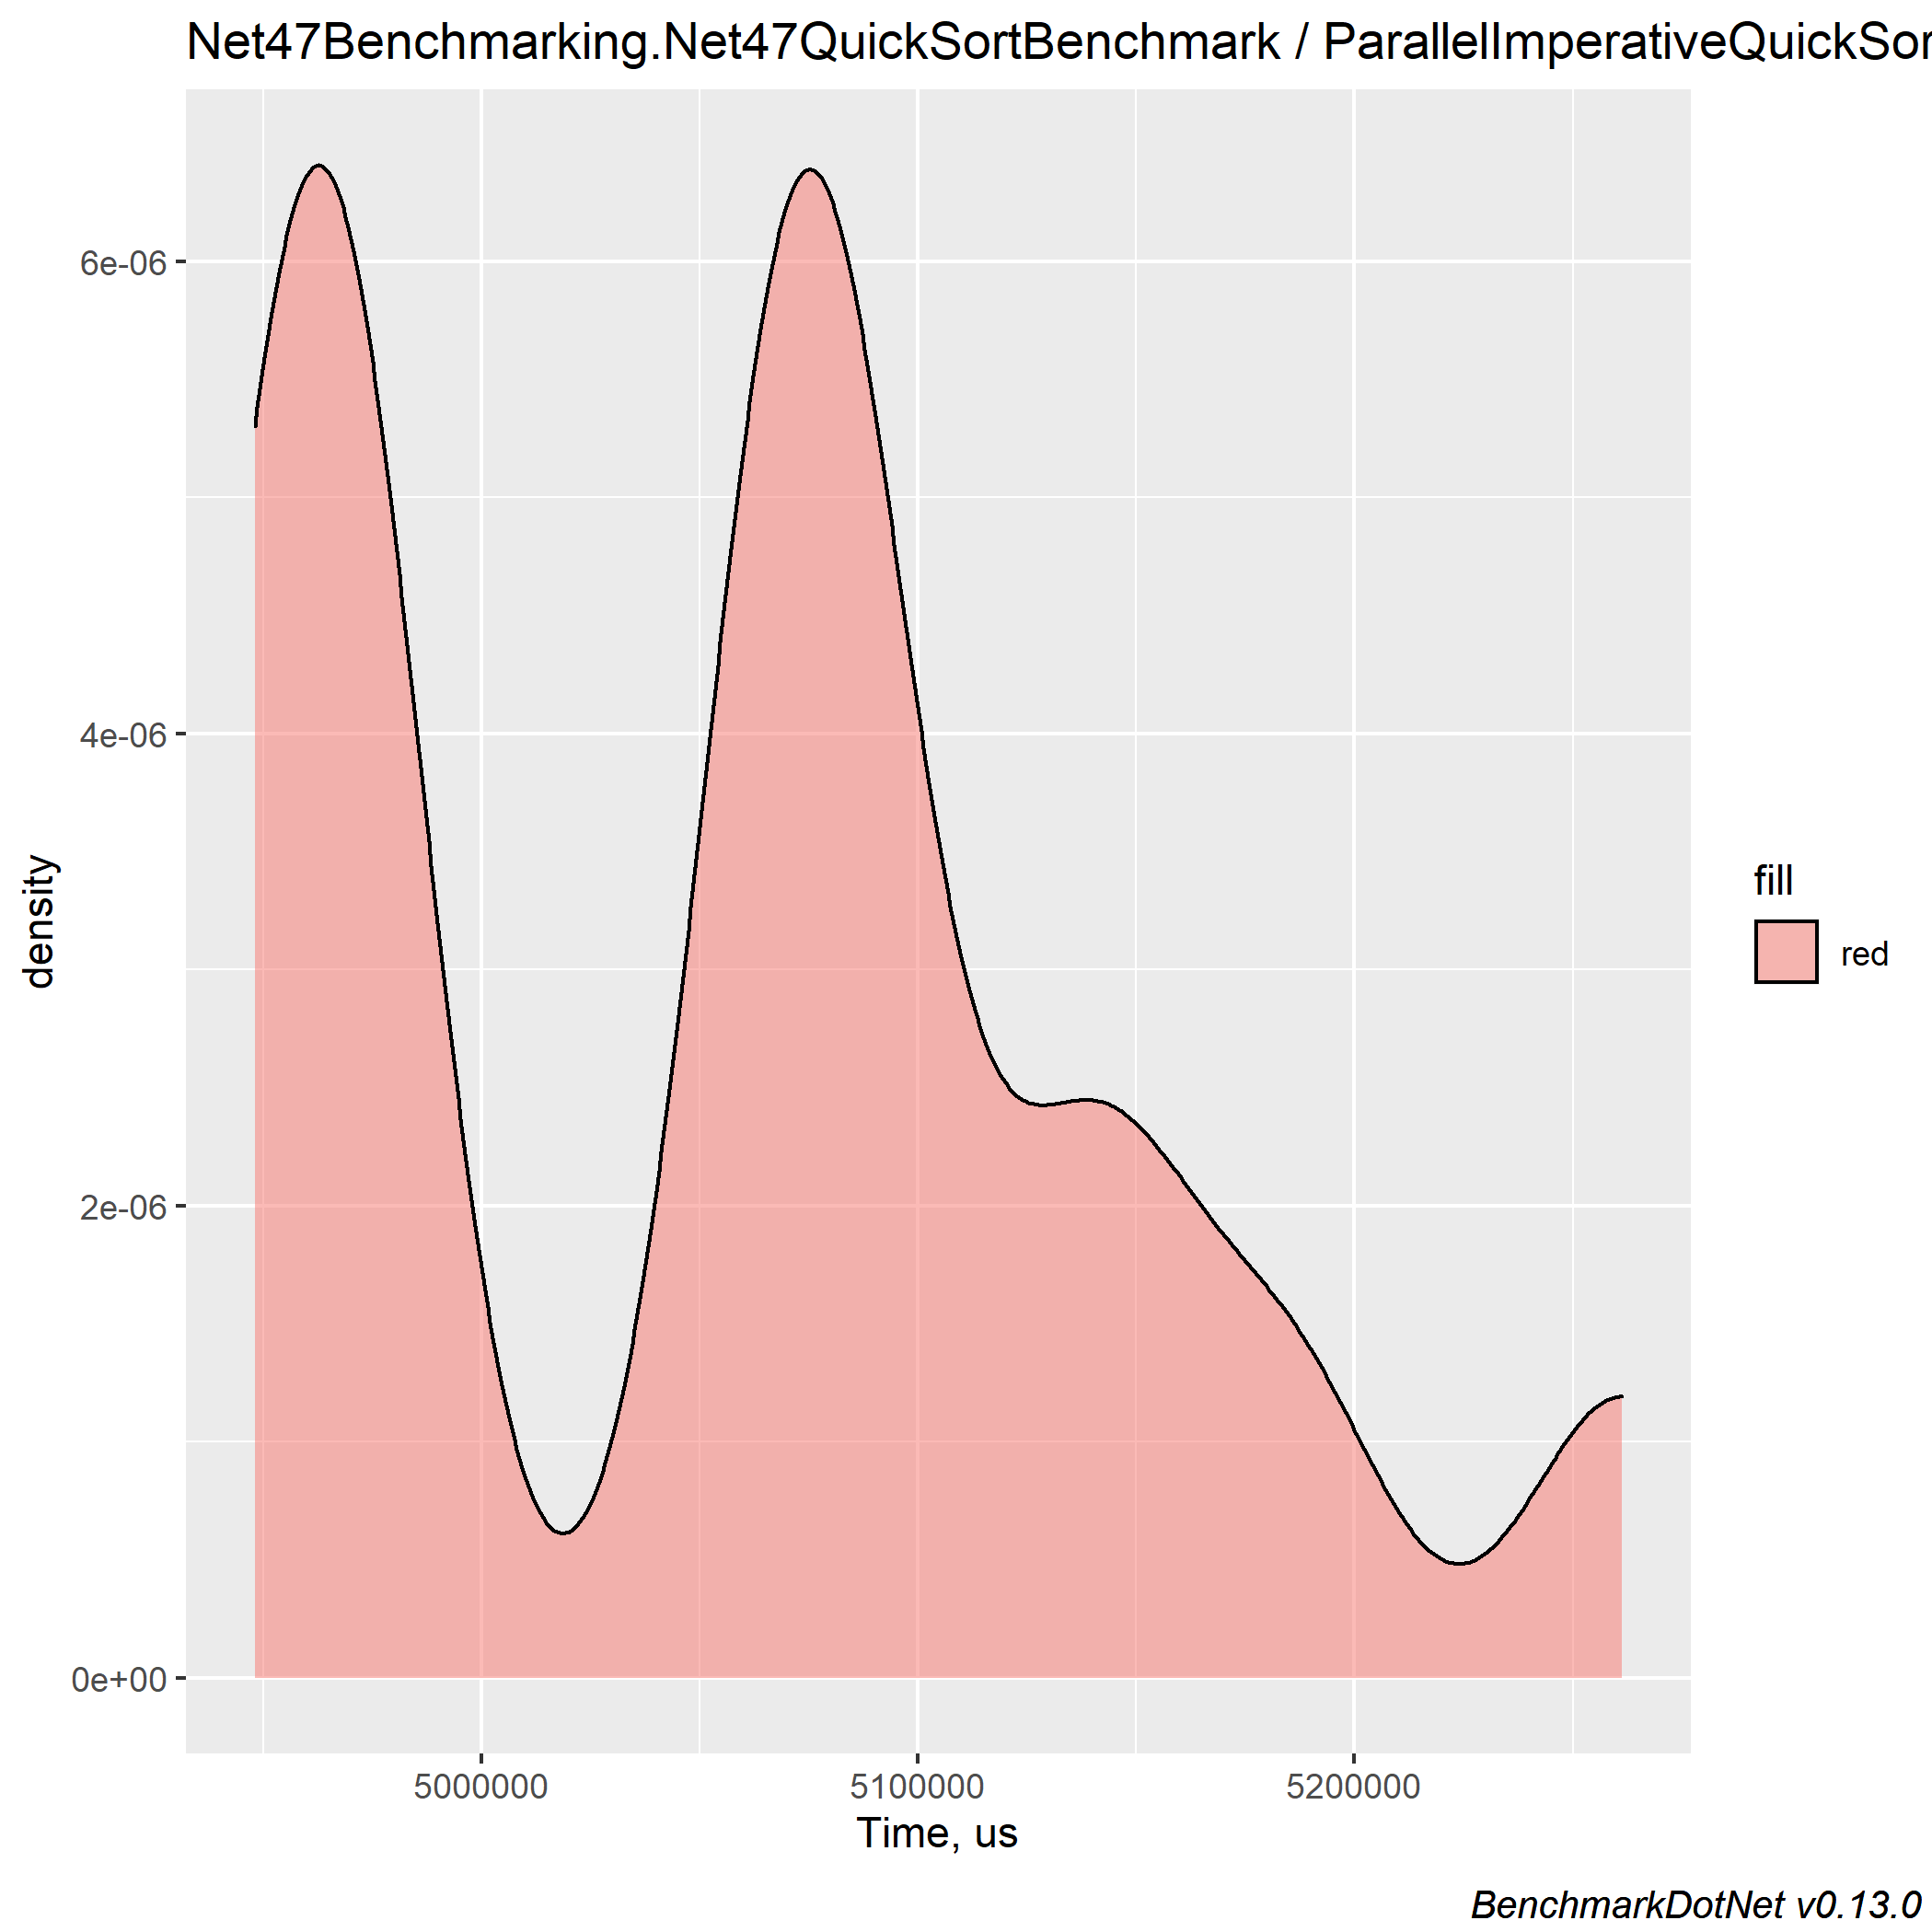 Net47Benchmarking.Net47QuickSortBenchmark / ParallelImperativeQuickSor
6e-06
4e-06
2e-06
0e+00
density
5000000 5100000 5200000
Time, us
fill
red
BenchmarkDotNet v0.13.0